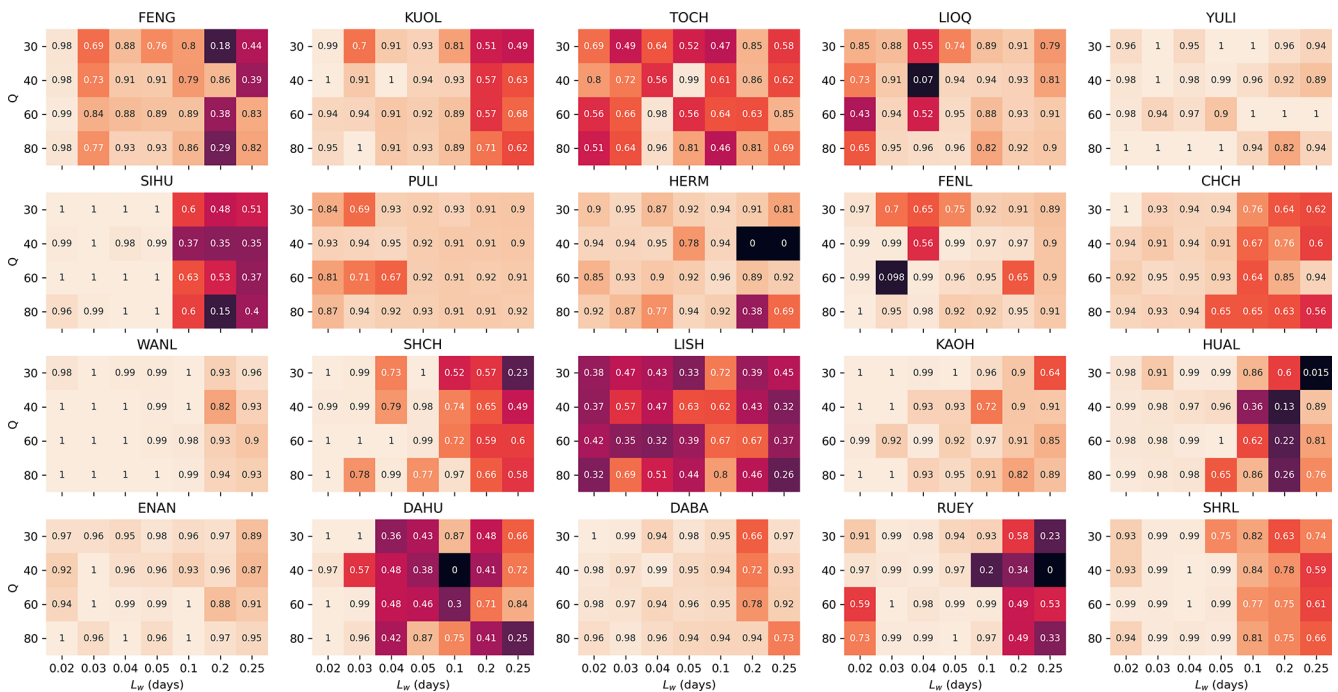 FENG KUOL TOCH LIOQ YULI
30 0.98 0.69 0.88 0.76 0.8 0.18 0.44 0.99 0.7 0.91 0.93 0.81 0.51 0.49 0.69 0.49 0.64 0.52 0.47 0.85 0.58 0.85 0.88 0.55 0.74 0.89 0.91 0.79 0.96 1 0.95 1 1 0.96 0.94
40 0.98 0.73 0.91 0.91 0.79 0.86 0.39 1 0.91 1 0.94 0.93 0.57 0.63 0.8 0.72 0.56 0.99 0.61 0.86 0.62 0.73 0.91 0.07 0.94 0.94 0.93 0.81 0.98 1 0.98 0.99 0.96 0.92 0.89
Q
60 0.99 0.84 0.88 0.89 0.89 0.38 0.83 0.94 0.94 0.91 0.92 0.92 0.57 0.68 0.56 0.66 0.98 0.56 0.64 0.63 0.85 0.43 0.94 0.52 0.95 0.88 0.93 0.91 0.98 0.94 0.97 0.9 1 1 1
80 0.98 0.77 0.93 0.93 0.86 0.29 0.82 0.95 1 0.89 0.89 0.88 0.71 0.62 0.51 0.64 0.96 0.81 0.46 0.81 0.69 0.65 0.95 0.96 0.96 0.82 0.92 0.9 1 1 1 1 0.94 0.82 0.94
SIHU PULI HERM FENL CHCH
30 1 1 1 1 0.6 0.48 0.51 0.84 0.69 0.93 0.92 0.93 0.91 0.9 0.9 0.95 0.87 0.92 0.94 0.91 0.81 0.97 0.7 0.65 0.75 0.92 0.91 0.89 1 0.93 0.94 0.94 0.76 0.64 0.62
40 0.99 1 0.98 0.99 0.37 0.35 0.35 0.93 0.94 0.95 0.92 0.91 0.91 0.9 0.94 0.94 0.95 0.78 0.94 0 0 0.99 0.99 0.56 0.99 0.97 0.97 0.9 0.94 0.91 0.94 0.91 0.67 0.76 0.6
Q
60 1 1 1 1 0.63 0.53 0.37 0.81 0.71 0.67 0.92 0.91 0.92 0.91 0.85 0.93 0.9 0.92 0.96 0.89 0.92 0.99 0.098 0.99 0.96 0.95 0.65 0.9 0.92 0.95 0.95 0.93 0.64 0.85 0.94
80 0.96 0.99 1 1 0.6 0.15 0.4 0.87 0.94 0.92 0.92 0.91 0.92 0.92 0.92 0.87 0.77 0.94 0.92 0.38 0.69 1 0.95 0.98 0.92 0.92 0.95 0.91 0.94 0.93 0.94 0.65 0.65 0.63 0.56
WANL SHCH LISH KAOH HUAL
30 0.98 1 0.99 0.99 1 0.93 0.96 1 0.99 0.73 1 0.52 0.57 0.23 0.38 0.47 0.43 0.33 0.72 0.39 0.45 1 1 0.94 0.92 0.95 0.9 0.64 0.98 0.91 0.99 0.99 0.86 0.6 0.015
40 1 1 1 0.99 1 0.82 0.93 0.99 0.99 0.79 0.98 0.74 0.65 0.49 0.37 0.57 0.47 0.63 0.62 0.43 0.32 1 1 0.93 0.93 0.72 0.9 0.91 0.99 0.98 0.97 0.96 0.36 0.13 0.89
Q
60 1 1 1 0.99 0.98 0.93 0.9 1 1 1 0.99 0.72 0.59 0.6 0.42 0.35 0.32 0.39 0.67 0.67 0.37 0.99 0.92 0.98 0.92 0.97 0.91 0.85 0.98 0.98 0.99 1 0.62 0.22 0.81
80 1 1 1 0.99 0.99 0.94 0.93 1 0.78 0.99 0.77 0.97 0.66 0.58 0.32 0.69 0.51 0.44 0.8 0.46 0.26 1 1 0.93 0.95 0.91 0.82 0.89 0.99 0.98 0.98 0.65 0.86 0.26 0.76
ENAN DAHU DABA RUEY SHRL
30 0.97 0.96 0.95 0.98 0.96 0.97 0.89 1 1 0.36 0.43 0.87 0.48 0.66 1 0.99 0.94 0.98 0.95 0.66 0.97 0.91 0.99 0.98 0.94 0.93 0.58 0.23 0.93 0.99 0.99 0.75 0.82 0.63 0.74
40 0.92 1 0.96 0.96 0.93 0.96 0.87 0.97 0.57 0.48 0.38 0 0.41 0.72 0.98 0.97 0.99 0.95 0.94 0.72 0.93 0.97 0.99 0.99 1 0.2 0.34 0 0.93 0.99 1 0.99 0.84 0.78 0.59
Q
60 0.94 1 0.99 0.99 1 0.88 0.91 1 0.99 0.48 0.46 0.3 0.71 0.84 0.98 0.97 0.94 0.96 0.95 0.78 0.92 0.59 1 0.98 0.99 0.99 0.49 0.53 0.99 0.99 1 0.99 0.77 0.75 0.61
80 1 0.96 1 0.96 1 0.97 0.95 1 0.96 0.42 0.87 0.75 0.41 0.25 0.96 0.98 0.96 0.94 0.94 0.94 0.73 0.73 0.99 0.99 1 0.97 0.49 0.33 0.94 0.99 0.99 0.99 0.81 0.75 0.66
0.02 0.03 0.04 0.05 0.1 0.2 0.25 0.02 0.03 0.04 0.05 0.1 0.2 0.25 0.02 0.03 0.04 0.05 0.1 0.2 0.25 0.02 0.03 0.04 0.05 0.1 0.2 0.25 0.02 0.03 0.04 0.05 0.1 0.2 0.25
L_w (days) L_w (days) L_w (days) L_w (days) L_w (days)